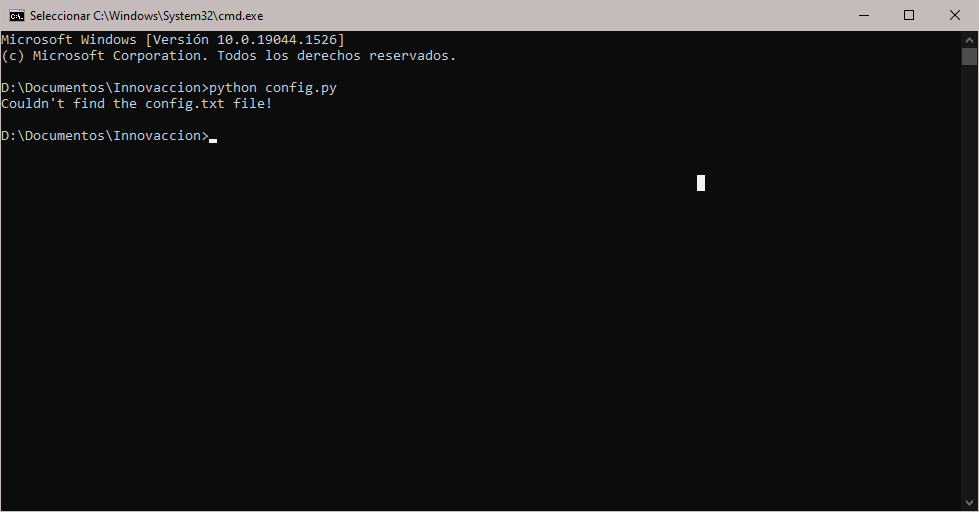 Seleccionar C:\Windows\System32\cmd.exe
Microsoft Windows [Versión 10.0.19044.1526]
(c) Microsoft Corporation. Todos los derechos reservados.
D:\Documentos\Innovaccion>python config.py
Couldn't find the config.txt file!
D:\Documentos\Innovaccion>